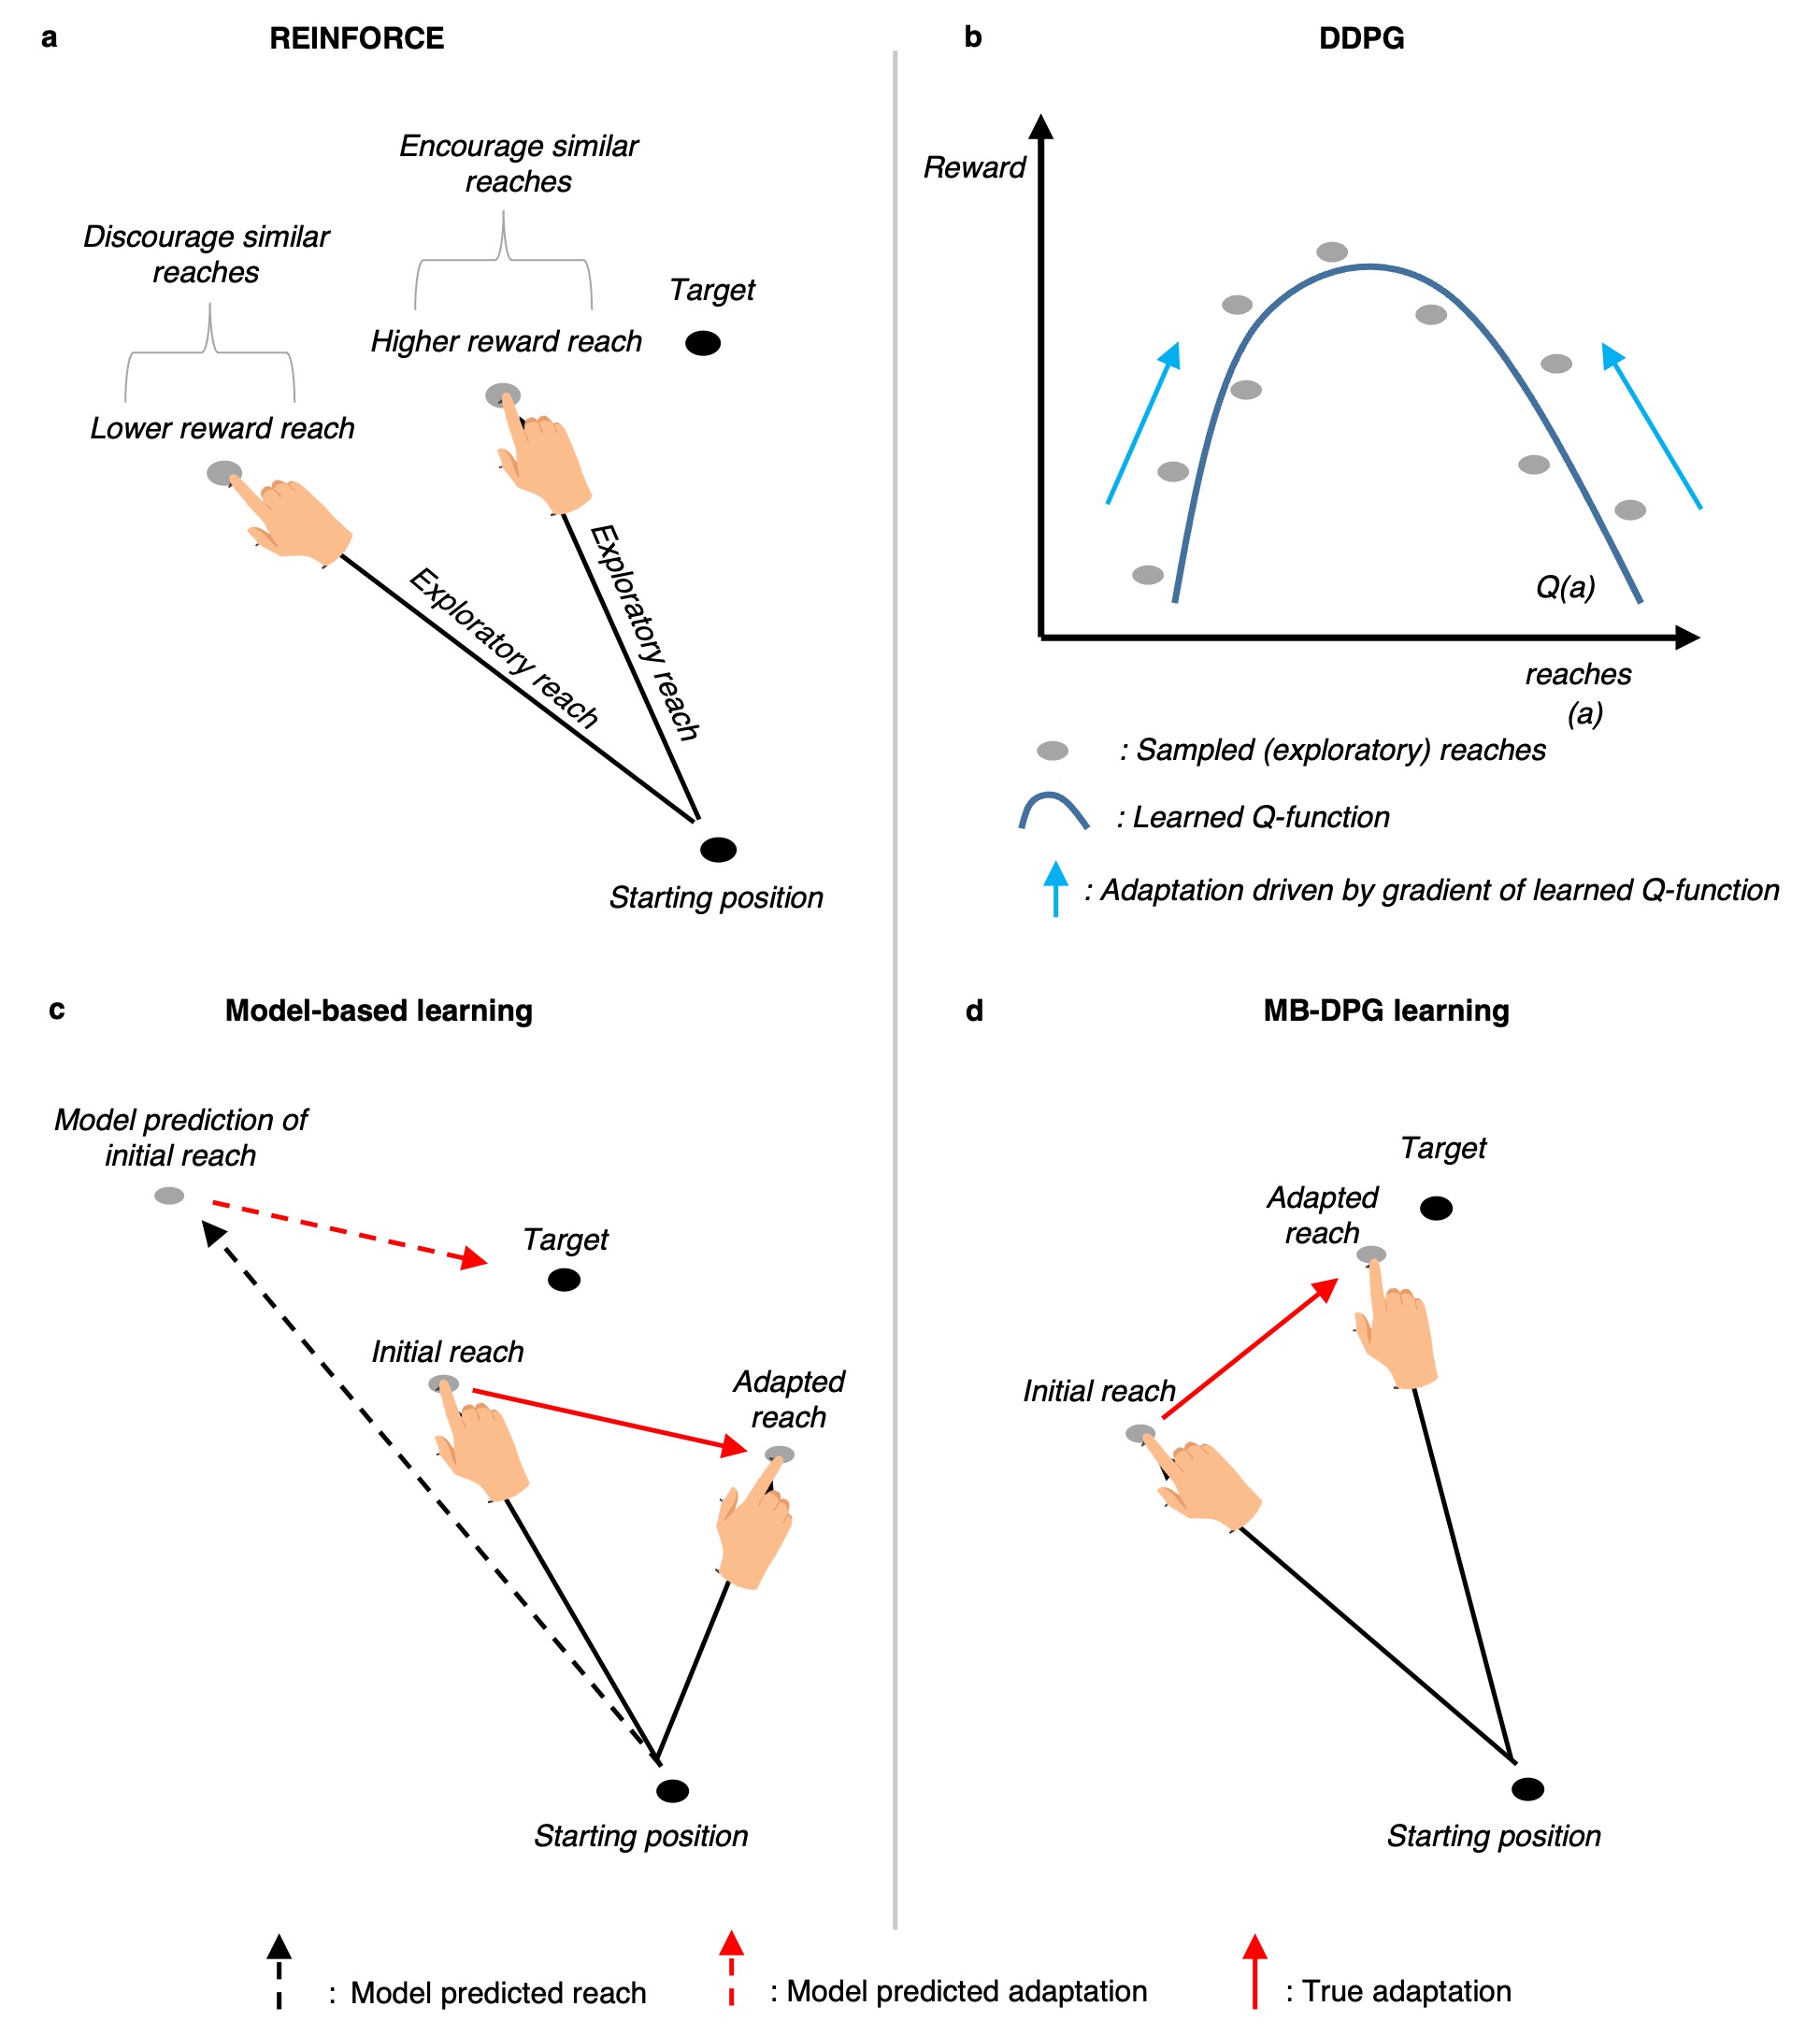 a
REINFORCE
Encourage similar
reaches
Discourage similar
reaches
Target
Higher reward reach
Lower reward reach
Exploratory reach
Exploratory reach
Starting position
b
DDPG
Reward
Q(a)
reaches
(a)
: Sampled (exploratory) reaches
: Learned Q-function
: Adaptation driven by gradient of learned Q-function
c
Model-based learning
Model prediction of
initial reach
Target
Initial reach
Adapted
reach
Starting position
d
MB-DPG learning
Target
Adapted
reach
Initial reach
Starting position
: Model predicted reach
: Model predicted adaptation
: True adaptation